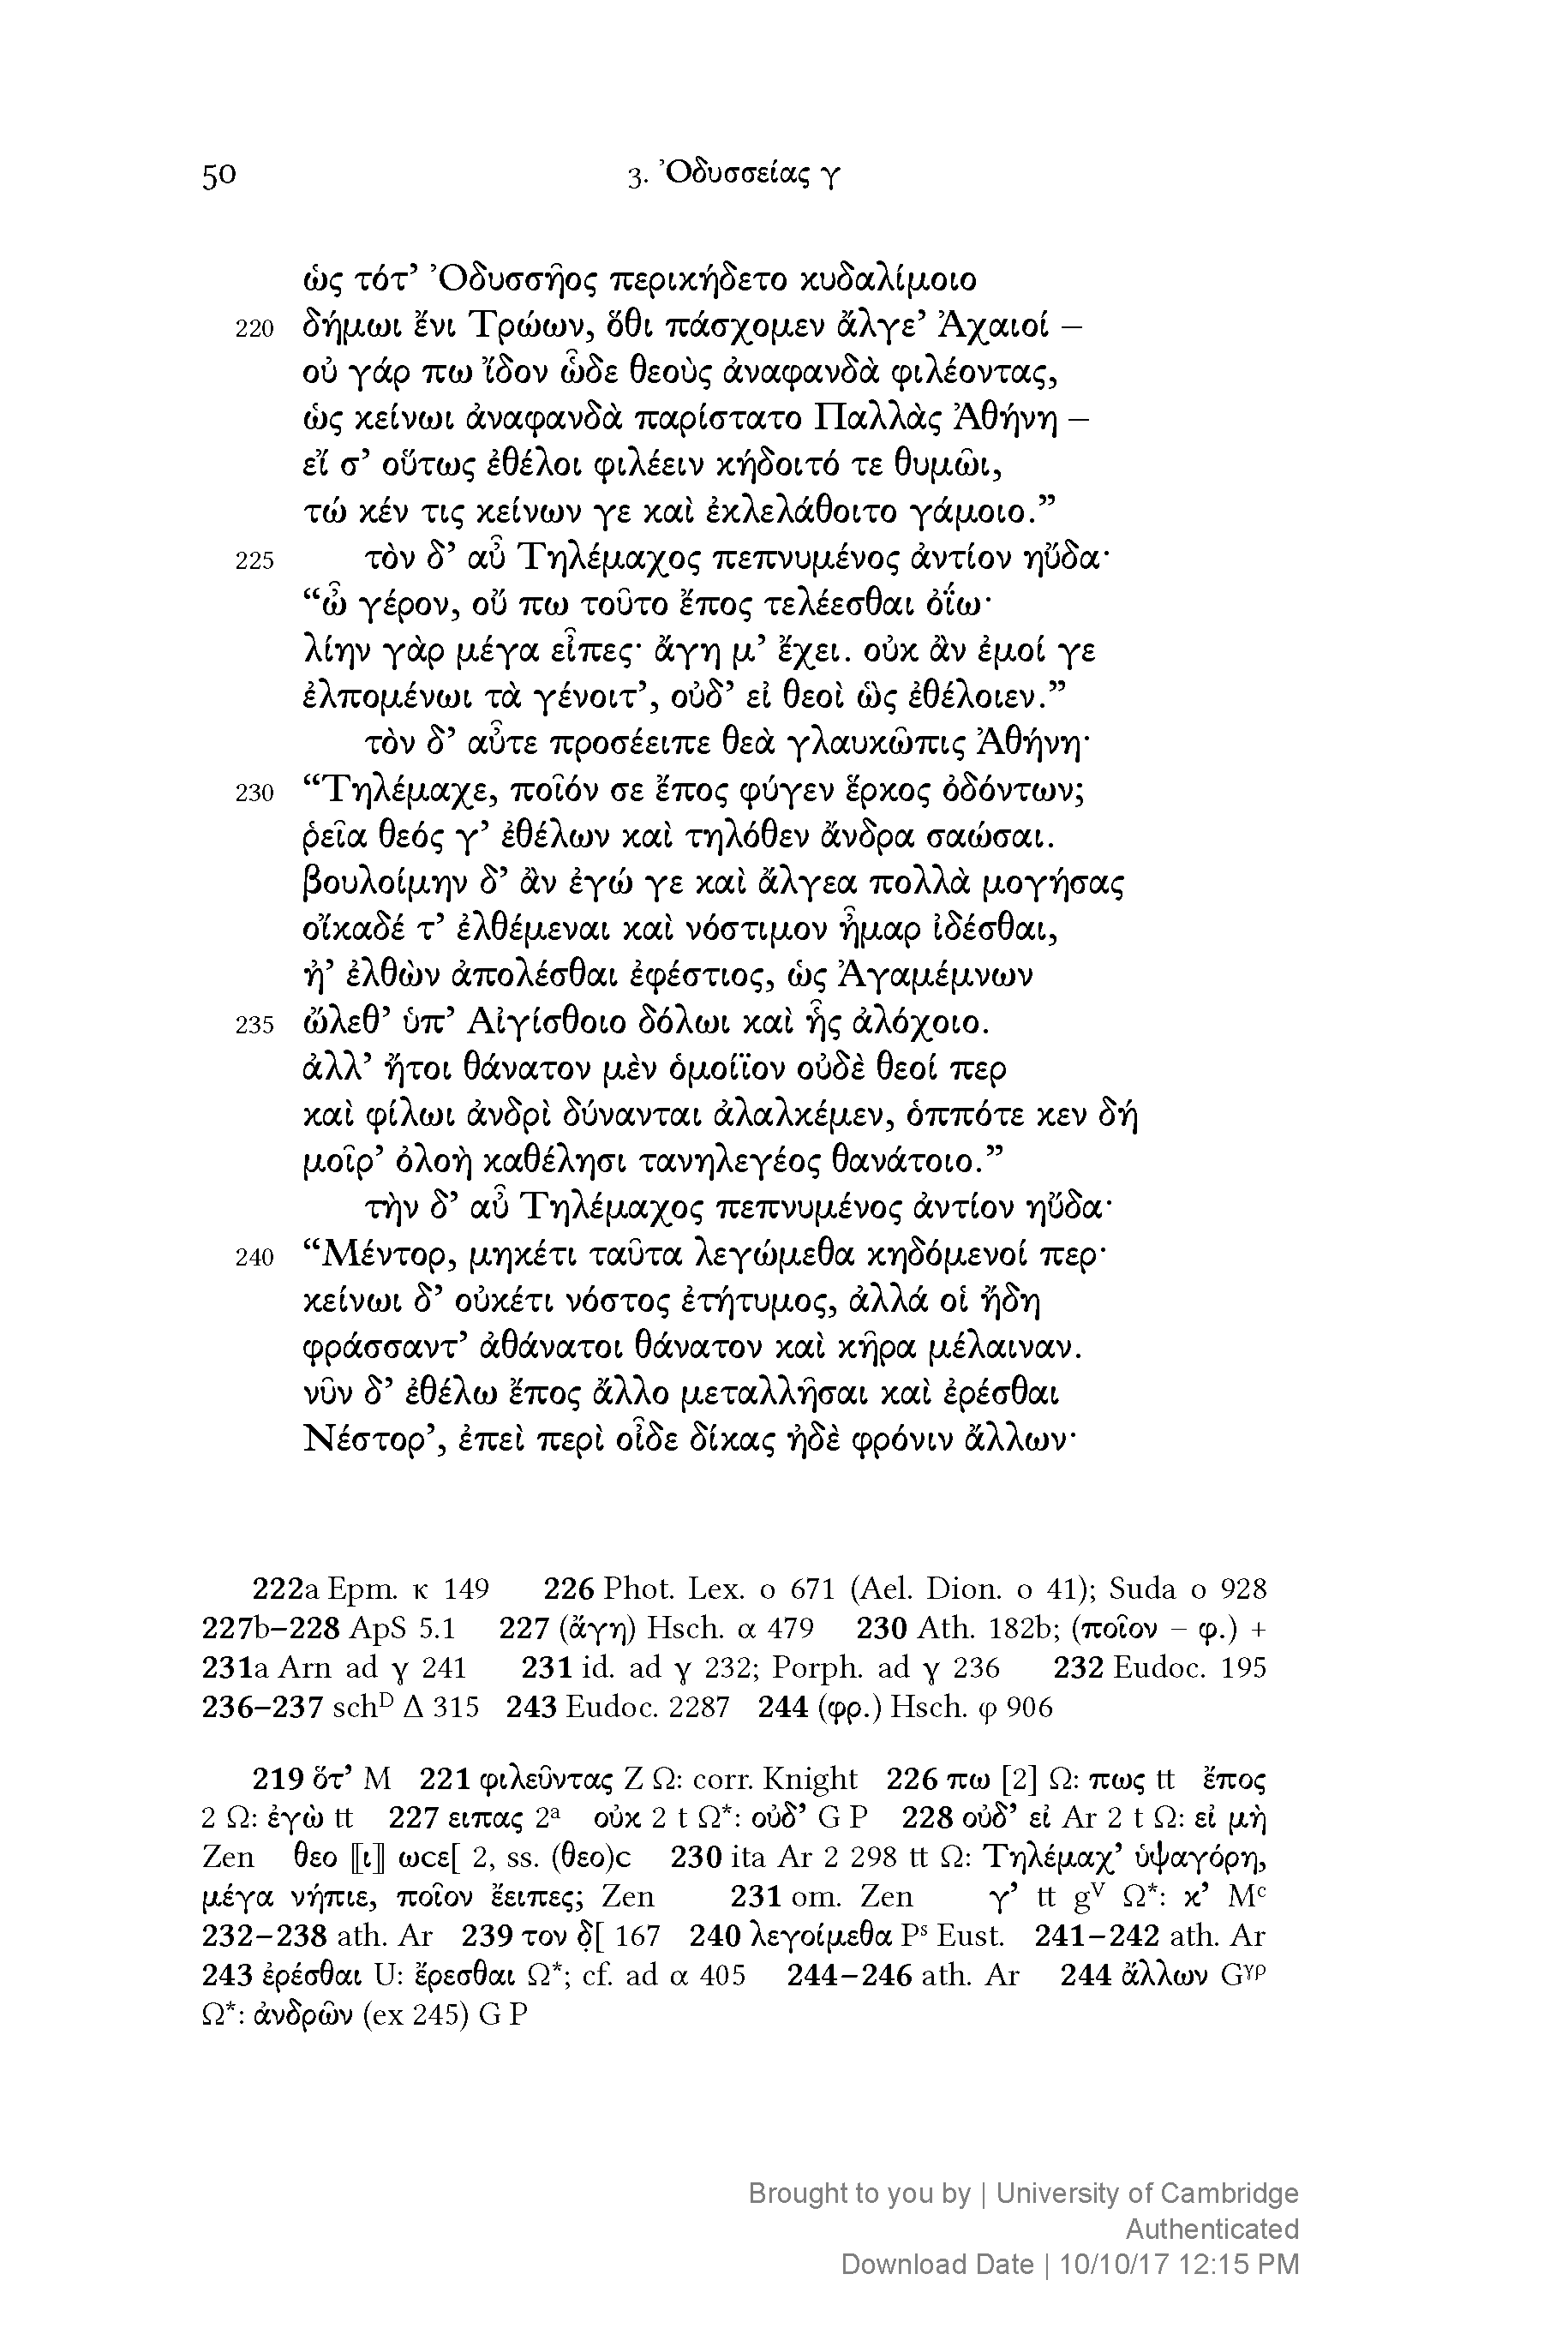 50 3. Ὀδυσσείας γ
ὡς τότ’ Ὀδυσσῆος περικήδετο κυδαλίμοιο
220 δήμωι ἔνι Τρώων, ὅθι πάσχομεν ἄλγε’ Ἀχαιοί –
οὐ γάρ πω ἴδον ὧδε θεοὺς ἀναφανδὰ φιλέοντας,
ὡς κείνωι ἀναφανδὰ παρίστατο Παλλὰς Ἀθήνη –
εἴ σ’ οὕτως ἐθέλοι φιλέειν κήδοιτό τε θυμῶι,
τώ κέν τις κείνων γε καὶ ἐκλελάθοιτο γάμοιο.”
225 τὸν δ’ αὖ Τηλέμαχος πεπνυμένος ἀντίον ηὔδα·
“ὦ γέρον, οὔ πω τοῦτο ἔπος τελέεσθαι ὀΐω·
λίην γὰρ μέγα εἶπες· ἄγη μ’ ἔχει. οὐκ ἂν ἐμοί γε
ἐλπομένωι τὰ γένοιτ’, οὐδ’ εἰ θεοὶ ὣς ἐθέλοιεν.”
τὸν δ’ αὖτε προσέειπε θεὰ γλαυκῶπις Ἀθήνη·
230 “Τηλέμαχε, ποῖόν σε ἔπος φύγεν ἕρκος ὀδόντων;
ῥεῖα θεός γ’ ἐθέλων καὶ τηλόθεν ἄνδρα σαώσαι.
βουλοίμην δ’ ἂν ἐγώ γε καὶ ἄλγεα πολλὰ μογήσας
οἴκαδέ τ’ ἐλθέμεναι καὶ νόστιμον ἦμαρ ἰδέσθαι,
ἢ’ ἐλθὼν ἀπολέσθαι ἐφέστιος, ὡς Ἀγαμέμνων
235 ὤλεθ’ ὑπ’ Αἰγίσθοιο δόλωι καὶ ἧς ἀλόχοιο.
ἀλλ’ ἤτοι θάνατον μὲν ὁμοίϊον οὐδὲ θεοί περ
καὶ φίλωι ἀνδρὶ δύνανται ἀλαλκέμεν, ὁππότε κεν δή
μοῖρ’ ὀλοὴ καθέλησι τανηλεγέος θανάτοιο.”
τὴν δ’ αὖ Τηλέμαχος πεπνυμένος ἀντίον ηὔδα·
240 “Μέντορ, μηκέτι ταῦτα λεγώμεθα κηδόμενοί περ·
κείνωι δ’ οὐκέτι νόστος ἐτήτυμος, ἀλλά οἱ ἤδη
φράσσαντ’ ἀθάνατοι θάνατον καὶ κῆρα μέλαιναν.
νῦν δ’ ἐθέλω ἔπος ἄλλο μεταλλῆσαι καὶ ἐρέσθαι
Νέστορ’, ἐπεὶ περὶ οἶδε δίκας ἠδὲ φρόνιν ἄλλων·
222a Epm. κ 149 226 Phot. Lex. ο 671 (Ael. Dion. ο 41); Suda ο 928
227b–228 ApS 5.1 227 (ἄγη) Hsch. α 479 230 Ath. 182b; (ποῖον – φ.) +
231a Arn ad γ 241 231 id. ad γ 232; Porph. ad γ 236 232 Eudoc. 195
236–237 schᴰ Δ 315 243 Eudoc. 2287 244 (φρ.) Hsch. φ 906
219 ὅτ’ M 221 φιλεῦντας Z Ω: corr. Knight 226 πω [2] Ω: πως tt ἔπος
2 Ω: ἐγὼ tt 227 ειπας 2ᵃ οὐκ 2 t Ω*: οὐδ’ G P 228 οὐδ’ εἰ Ar 2 t Ω: εἰ μὴ
Zen θεο ⟦ι⟧ ωϲε[ 2, ss. (θεο)ϲ 230 ita Ar 2 298 tt Ω: Τηλέμαχ’ ὑψαγόρη,
μέγα νήπιε, ποῖον ἔειπες; Zen 231 om. Zen γ’ tt gⱽ Ω*: κ’ Mᶜ
232–238 ath. Ar 239 τον δ̣[ 167 240 λεγοίμεθα Pˢ Eust. 241–242 ath. Ar
243 ἐρέσθαι U: ἔρεσθαι Ω*; cf. ad α 405 244–246 ath. Ar 244 ἄλλων Gᵞᵖ
Ω*: ἀνδρῶν (ex 245) G P
Brought to you by | University of Cambridge
Authenticated
Download Date | 10/10/17 12:15 PM